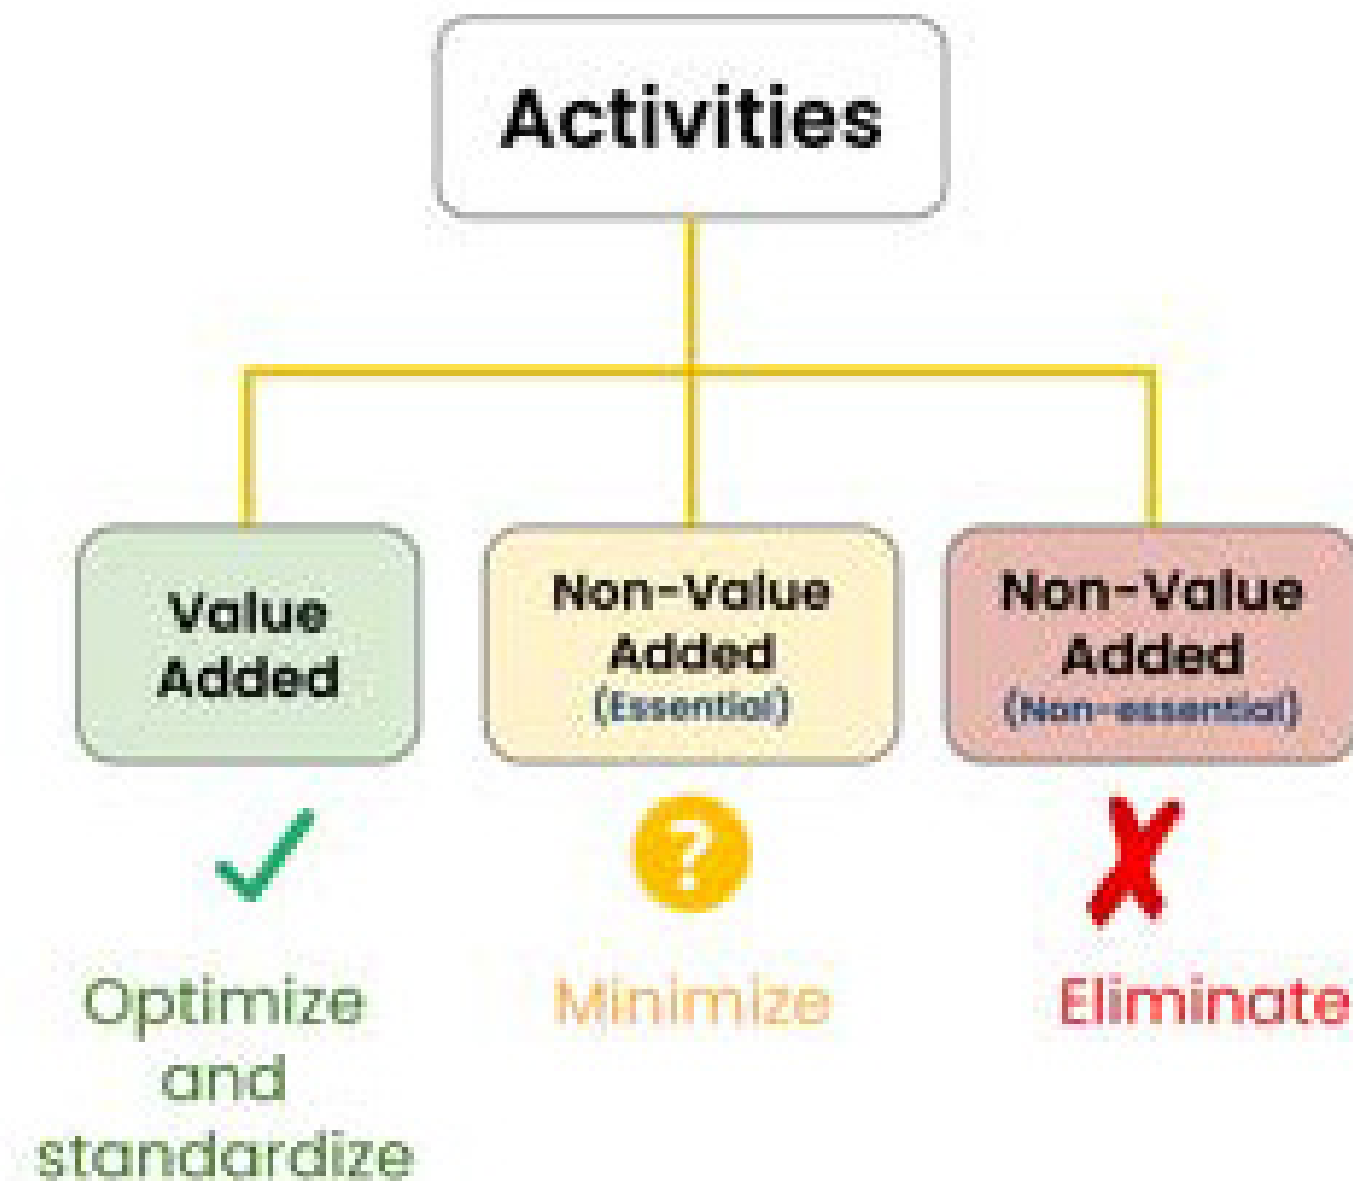 Activities
Value
Added
Non-Value
Added
(Essential)
Non-Value
Added
(Non-essential)
?
Optimize
and
standardize
Minimize
Eliminate